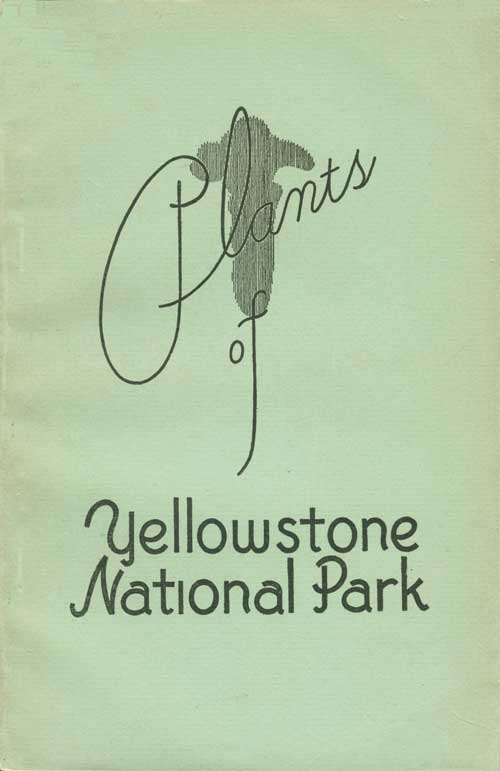 Plants
of
Yellowstone
National Park